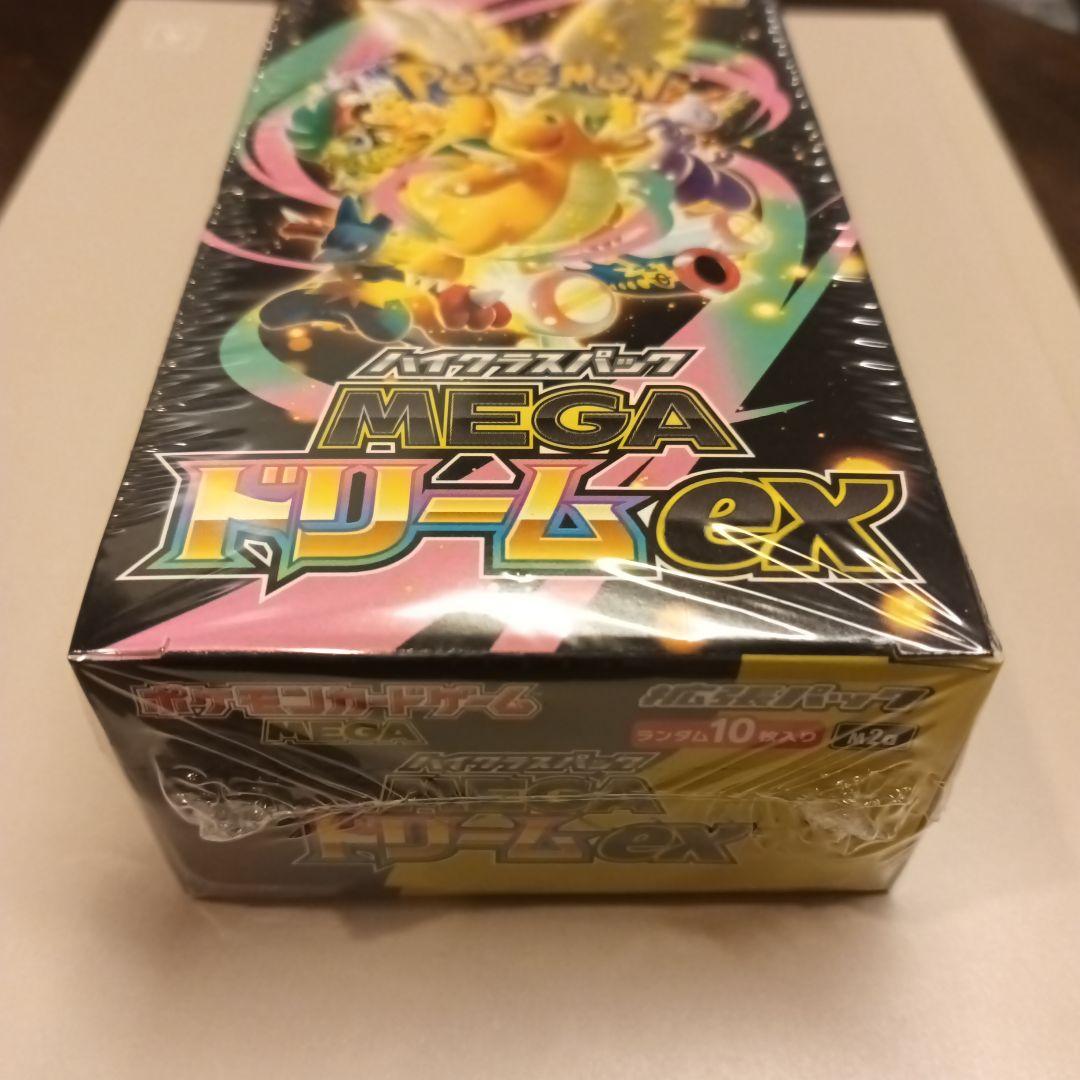 POKÉMON
ハイクラスパック
MEGA
ドリームex
ポケモンカードゲーム
MEGA
拡張パック
ランダム10枚入り
M2a
ハイクラスパック
MEGA
ドリームex